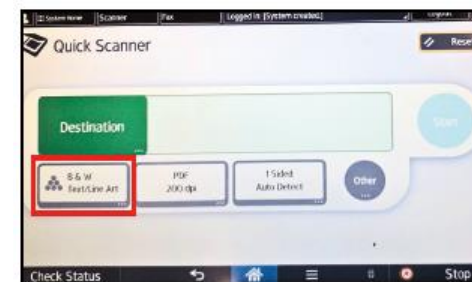 System Home Scanner Fax Logged in: [System created.] Logout
Quick Scanner
Reset
Destination
Start
B & W
Text/Line Art
PDF
200 dpi
1 Sided
Auto Detect
Other
Check Status
Stop